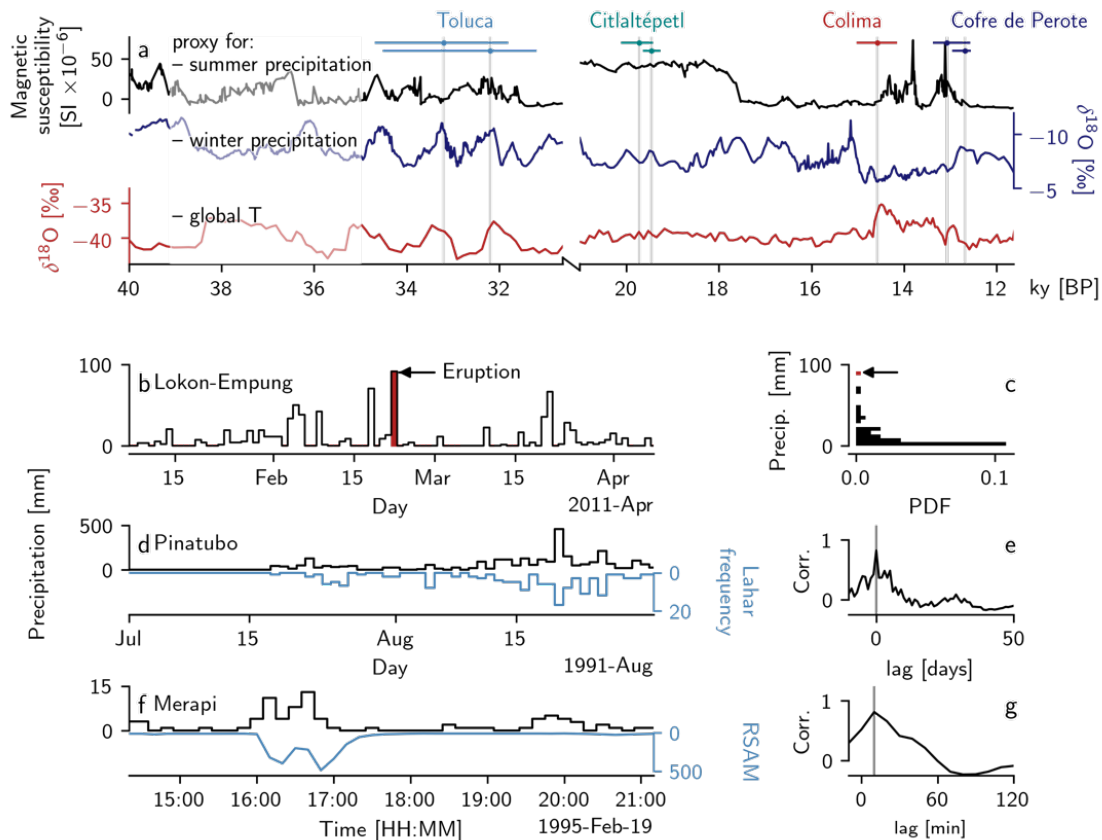 Toluca
Citlaltépetl
Colima
Cofre de Perote
Magnetic
susceptibility
[SI ×10⁻⁶]
a
proxy for:
– summer precipitation
– winter precipitation
– global T
50
0
−10
−5
δ¹⁸O
[‰]
−35
−40
δ¹⁸O [‰]
40 38 36 34 32 20 18 16 14 12 ky [BP]
Precipitation [mm]
100
0
b Lokon-Empung
Eruption
15 Feb 15 Mar 15 Apr
Day 2011-Apr
Precip. [mm]
100
0
c
0.0 0.1
PDF
500
0
d Pinatubo
0
20
Lahar
frequency
Jul 15 Aug 15
Day 1991-Aug
Corr.
1
0
e
0 50
lag [days]
15
0
f Merapi
0
500
RSAM
15:00 16:00 17:00 18:00 19:00 20:00 21:00
Time [HH:MM] 1995-Feb-19
Corr.
1
0
g
0 60 120
lag [min]